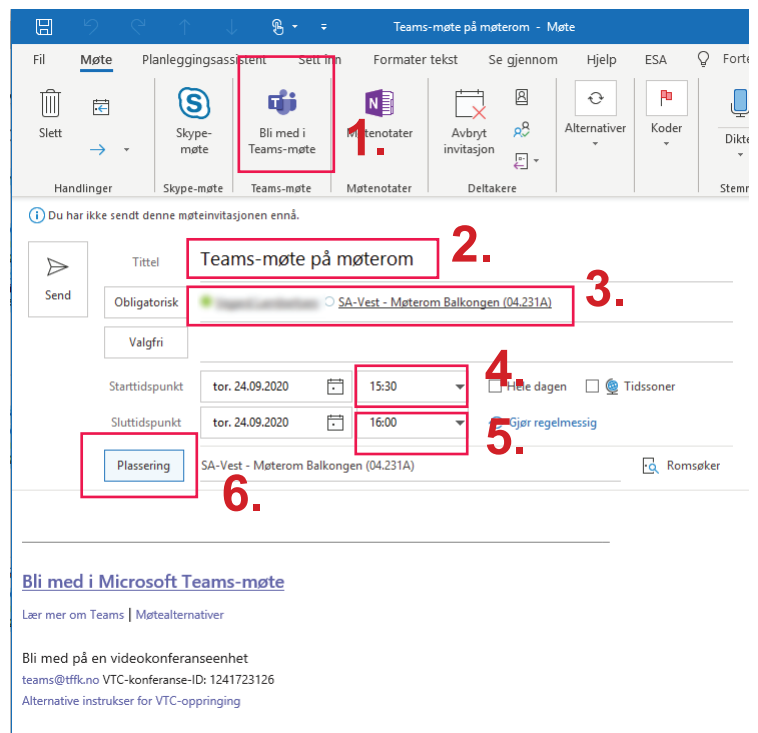 Teams-møte på møterom - Møte
Fil Møte Planleggingsassistent Sett inn Formater tekst Se gjennom Hjelp ESA Forte
Slett
Skype-møte
Bli med i Teams-møte
1.
Møtenotater
Avbryt invitasjon
Alternativer
Koder
Dikte
Handlinger Skype-møte Teams-møte Møtenotater Deltakere Stemm
Du har ikke sendt denne møteinvitasjonen ennå.
Send
Tittel Teams-møte på møterom 2.
Obligatorisk SA-Vest - Møterom Balkongen (04.231A) 3.
Valgfri
Starttidspunkt tor. 24.09.2020 15:30 4. Hele dagen Tidssoner
Sluttidspunkt tor. 24.09.2020 16:00 5. Gjør regelmessig
Plassering SA-Vest - Møterom Balkongen (04.231A) Romsøker
6.
Bli med i Microsoft Teams-møte
Lær mer om Teams | Møtealternativer
Bli med på en videokonferanseenhet
teams@tffk.no VTC-konferanse-ID: 1241723126
Alternative instrukser for VTC-oppringing